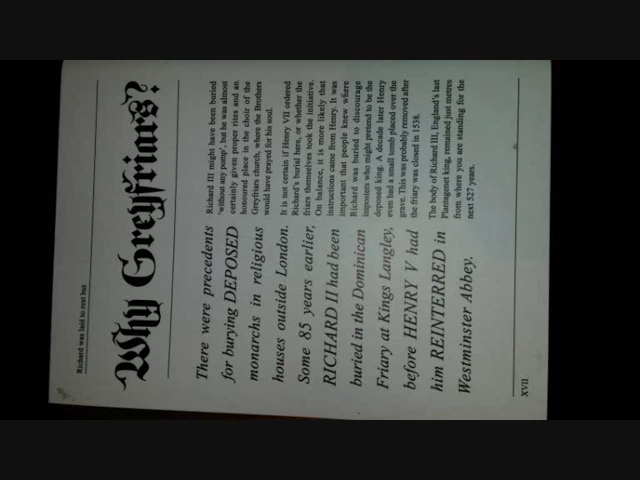 Richard was laid to rest but
Why Greyfriars?
There were precedents
for burying DEPOSED
monarchs in religious
houses outside London.
Some 85 years earlier,
RICHARD II had been
buried in the Dominican
Friary at Kings Langley,
before HENRY V had
him REINTERRED in
Westminster Abbey.
Richard III might have been buried
'without any pomp', but he was almost
certainly given proper rites and an
honoured place in the choir of the
Greyfriars church, where the Brothers
would have prayed for his soul.
It is not certain if Henry VII ordered
Richard's burial here, or whether the
friars themselves took the initiative.
On balance, it is more likely that
instructions came from Henry. It was
important that people knew where
Richard was buried to discourage
imposters who might pretend to be the
deposed king. A decade later Henry
even had a small tomb placed over the
grave. This was probably removed after
the friary was closed in 1538.
The body of Richard III, England's last
Plantagenet king, remained just metres
from where you are standing for the
next 527 years.
XVII